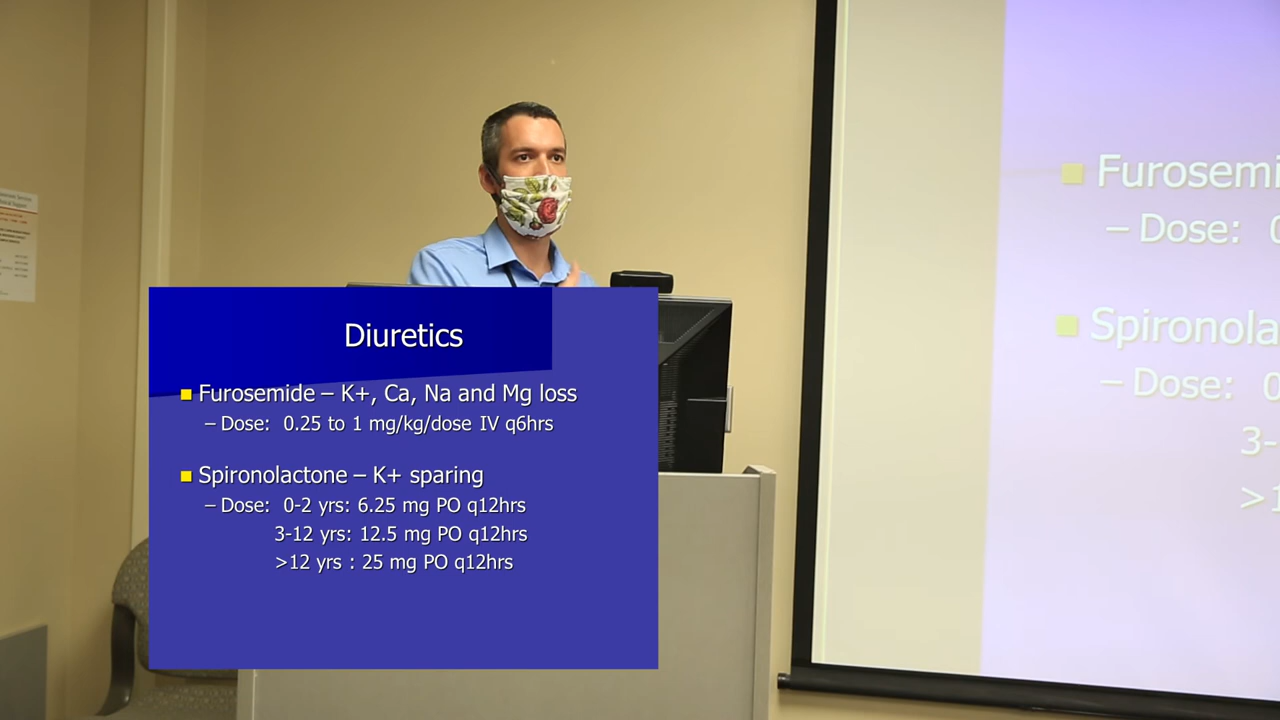 Diuretics
Furosemide – K+, Ca, Na and Mg loss
– Dose: 0.25 to 1 mg/kg/dose IV q6hrs
Spironolactone – K+ sparing
– Dose: 0-2 yrs: 6.25 mg PO q12hrs
3-12 yrs: 12.5 mg PO q12hrs
>12 yrs : 25 mg PO q12hrs
Furosemi
– Dose: 0
Spironola
– Dose: 0
3-
>1